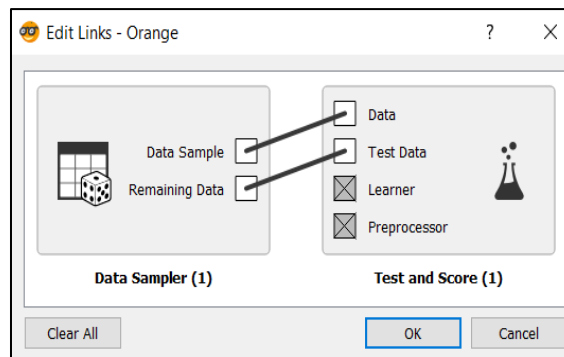 Edit Links - Orange
?
Data Sample
Remaining Data
Data Sampler (1)
Data
Test Data
Learner
Preprocessor
Test and Score (1)
Clear All
OK
Cancel